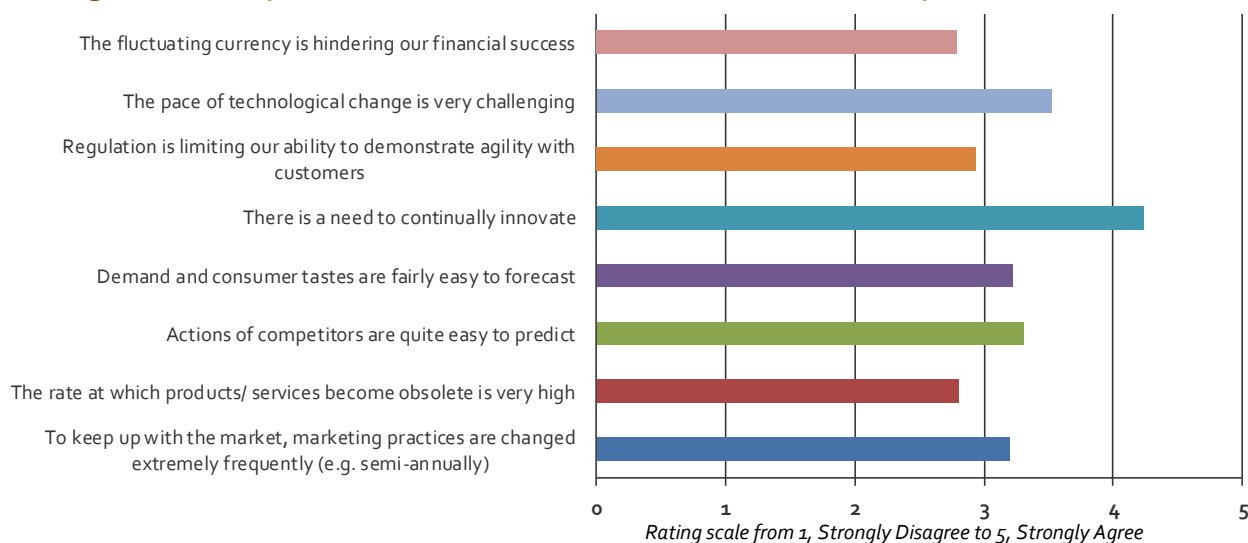 The fluctuating currency is hindering our financial success
The pace of technological change is very challenging
Regulation is limiting our ability to demonstrate agility with
customers
There is a need to continually innovate
Demand and consumer tastes are fairly easy to forecast
Actions of competitors are quite easy to predict
The rate at which products/ services become obsolete is very high
To keep up with the market, marketing practices are changed
extremely frequently (e.g. semi-annually)
0 1 2 3 4 5
Rating scale from 1, Strongly Disagree to 5, Strongly Agree